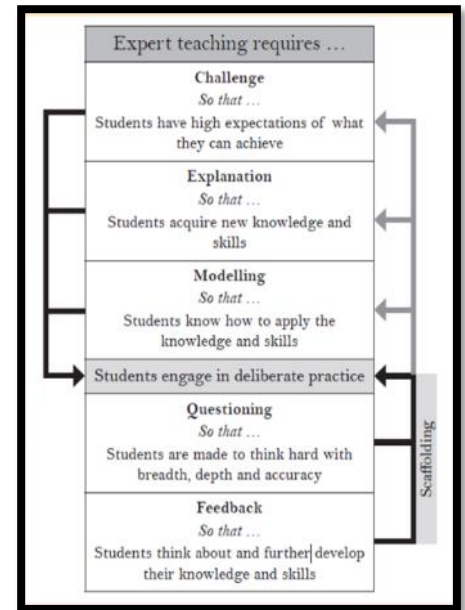 Expert teaching requires …
Challenge
So that …
Students have high expectations of what
they can achieve
Explanation
So that …
Students acquire new knowledge and
skills
Modelling
So that …
Students know how to apply the
knowledge and skills
Students engage in deliberate practice
Questioning
So that …
Students are made to think hard with
breadth, depth and accuracy
Feedback
So that …
Students think about and further develop
their knowledge and skills
Scaffolding